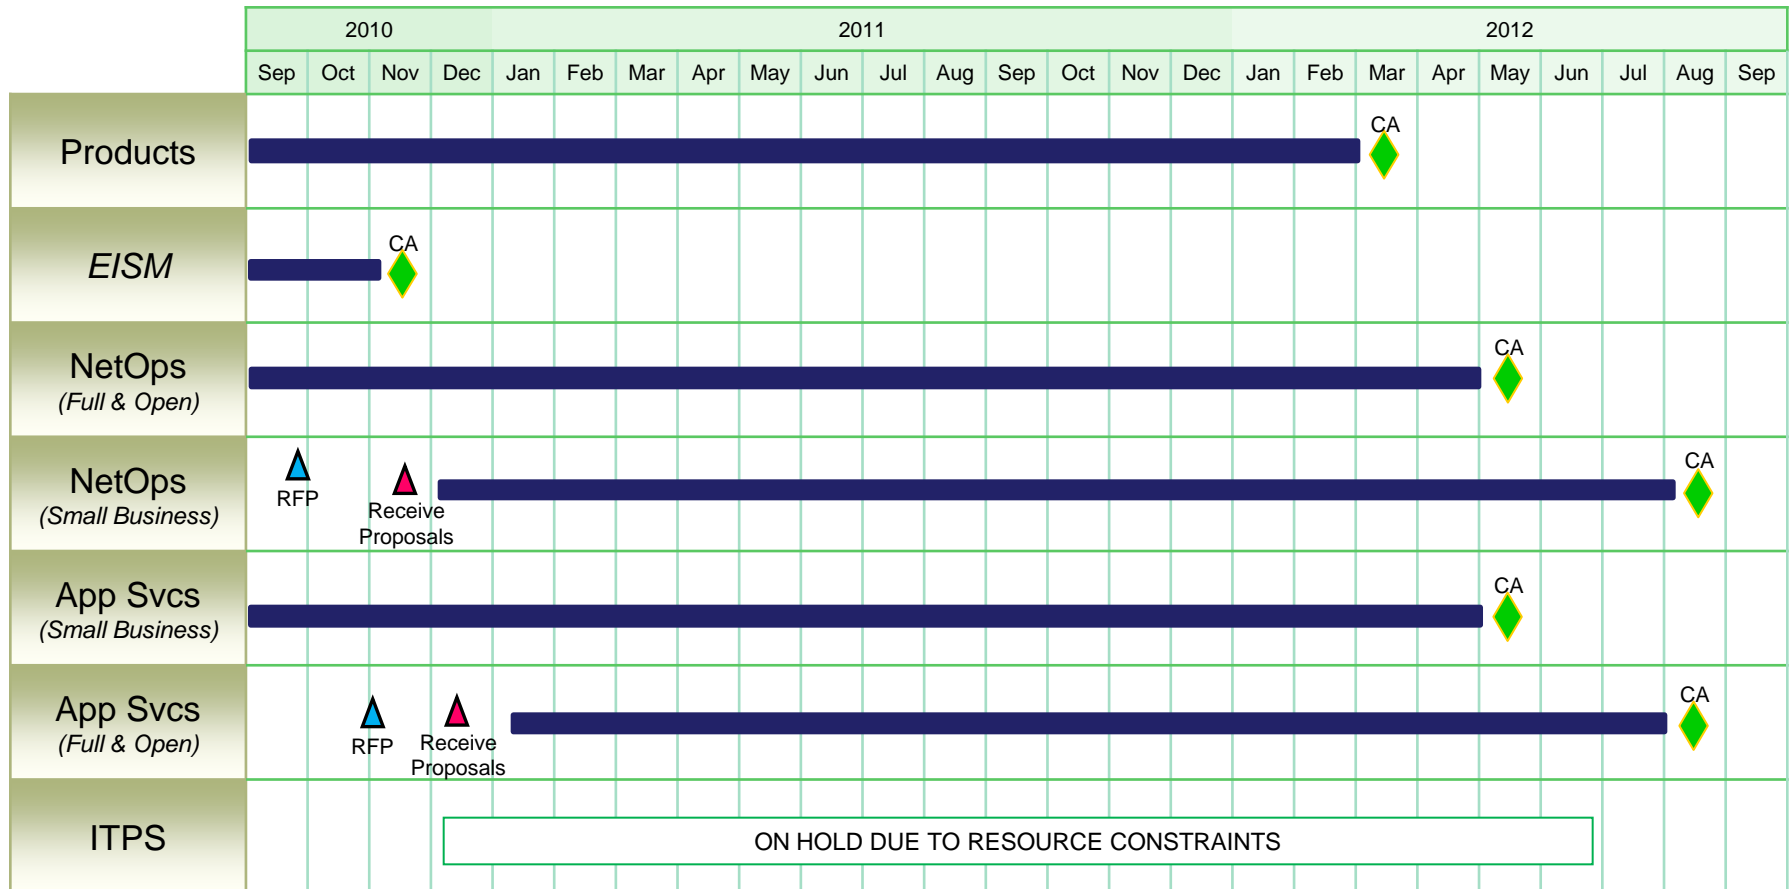 2010 2011 2012
Sep Oct Nov Dec Jan Feb Mar Apr May Jun Jul Aug Sep Oct Nov Dec Jan Feb Mar Apr May Jun Jul Aug Sep
Products
CA
EISM
CA
NetOps
(Full & Open)
CA
NetOps
(Small Business)
RFP
Receive
Proposals
CA
App Svcs
(Small Business)
CA
App Svcs
(Full & Open)
RFP
Receive
Proposals
CA
ITPS
ON HOLD DUE TO RESOURCE CONSTRAINTS